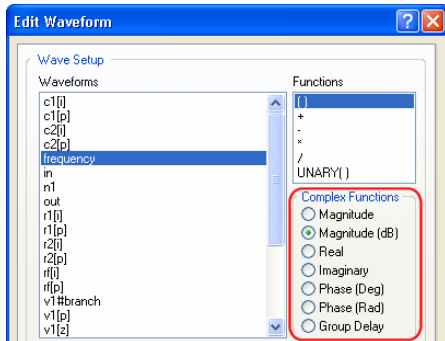 Edit Waveform
Wave Setup
Waveforms
c1[i]
c1[p]
c2[i]
c2[p]
frequency
in
n1
out
r1[i]
r1[p]
r2[i]
r2[p]
rf[i]
rf[p]
v1#branch
v1[p]
v1[z]
Functions
( )
+
-
*
/
UNARY( )
Complex Functions
Magnitude
Magnitude (dB)
Real
Imaginary
Phase (Deg)
Phase (Rad)
Group Delay